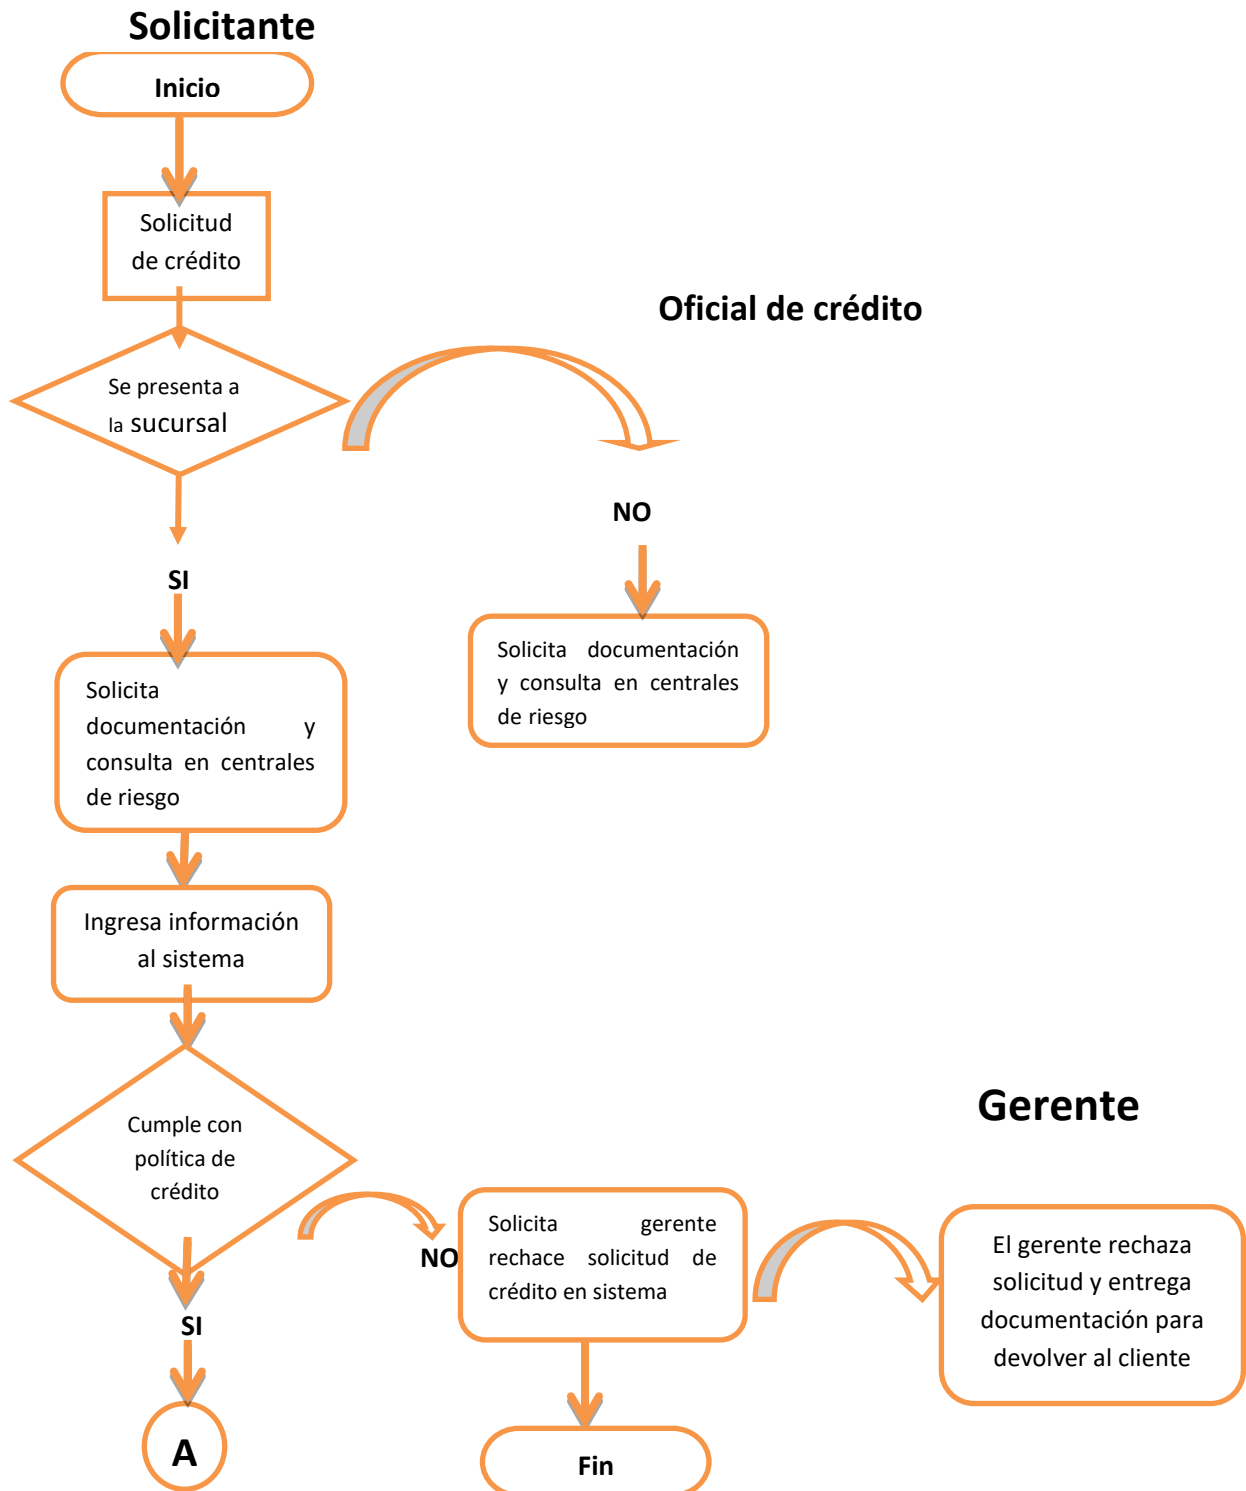 Solicitante
Inicio
Solicitud
de crédito
Oficial de crédito
Se presenta a
la sucursal
NO
SI
Solicita documentación
y consulta en centrales
de riesgo
Solicita
documentación y
consulta en centrales
de riesgo
Ingresa información
al sistema
Gerente
Cumple con
política de
crédito
NO
Solicita gerente
rechace solicitud de
crédito en sistema
El gerente rechaza
solicitud y entrega
documentación para
devolver al cliente
SI
A
Fin